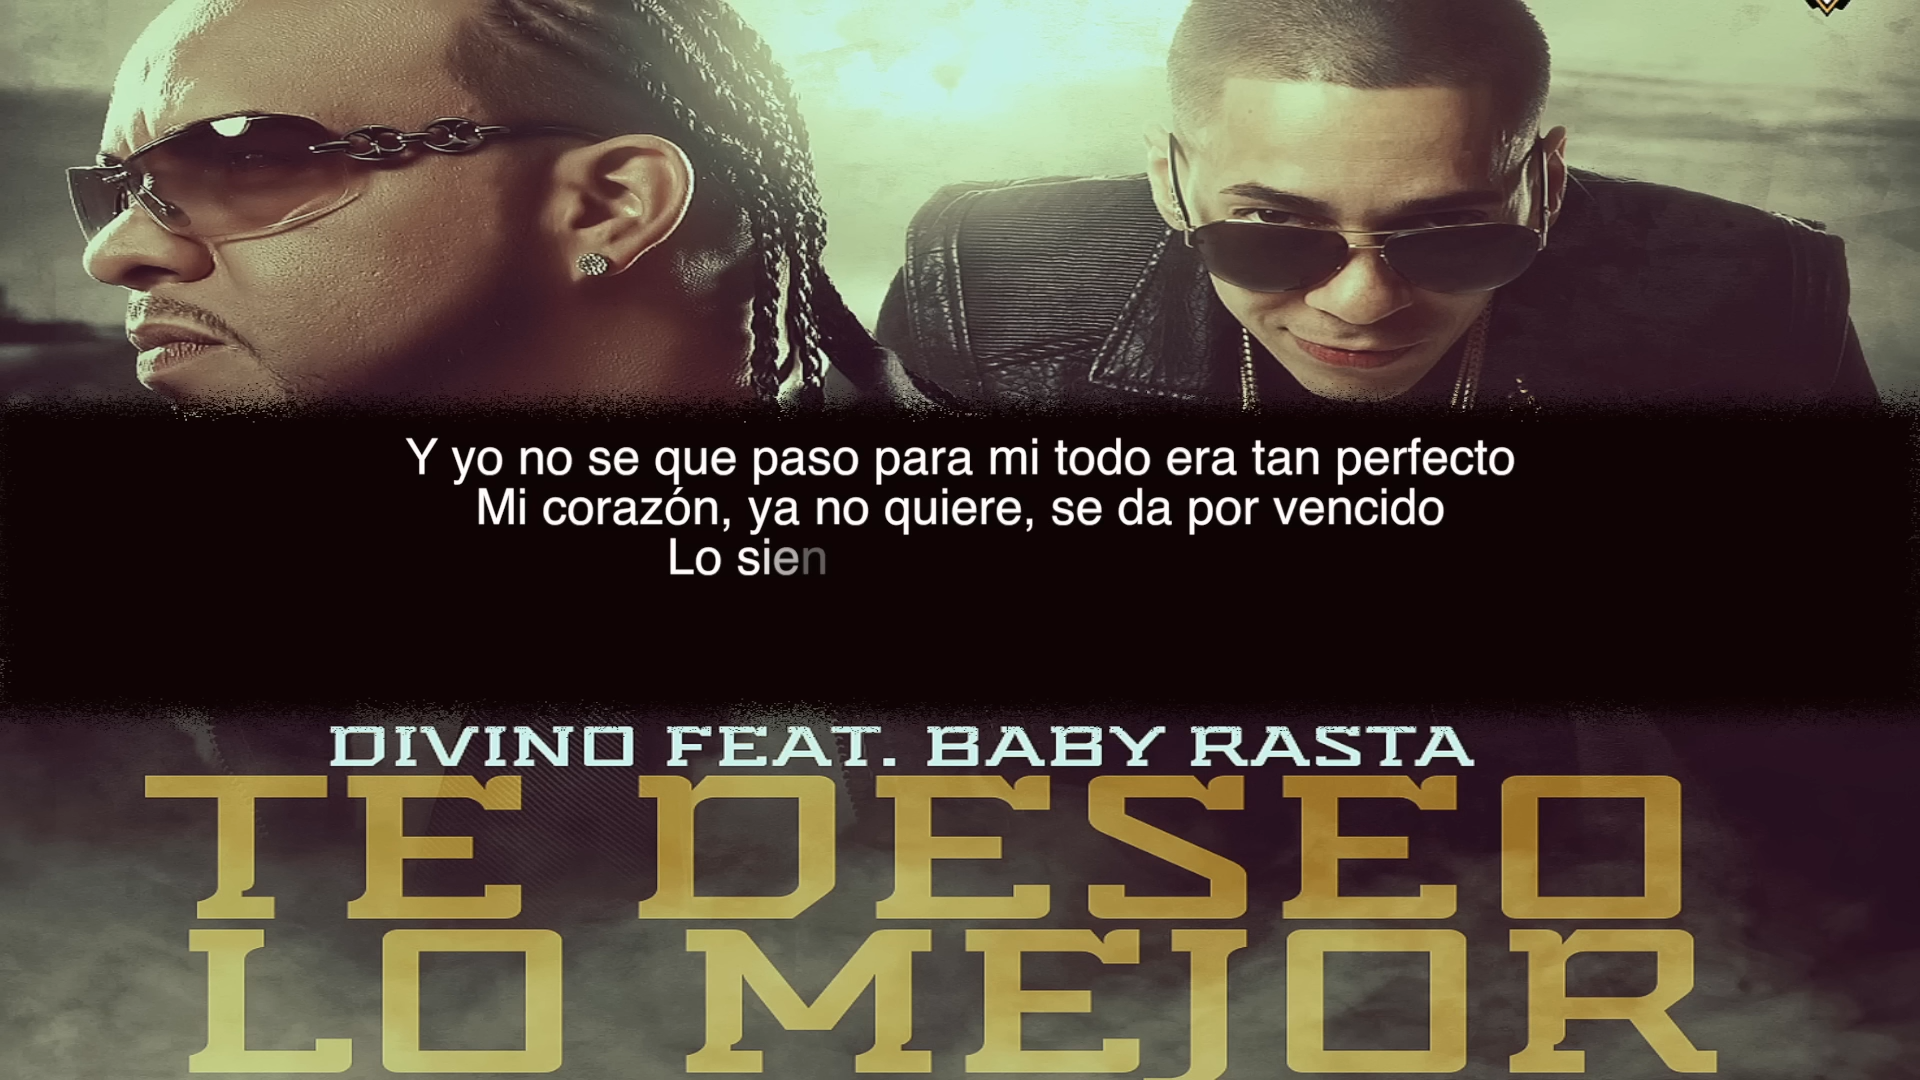 Y yo no se que paso para mi todo era tan perfecto
Mi corazón, ya no quiere, se da por vencido
Lo sien
DIVINO FEAT. BABY RASTA
TE DESEO
LO MEJOR